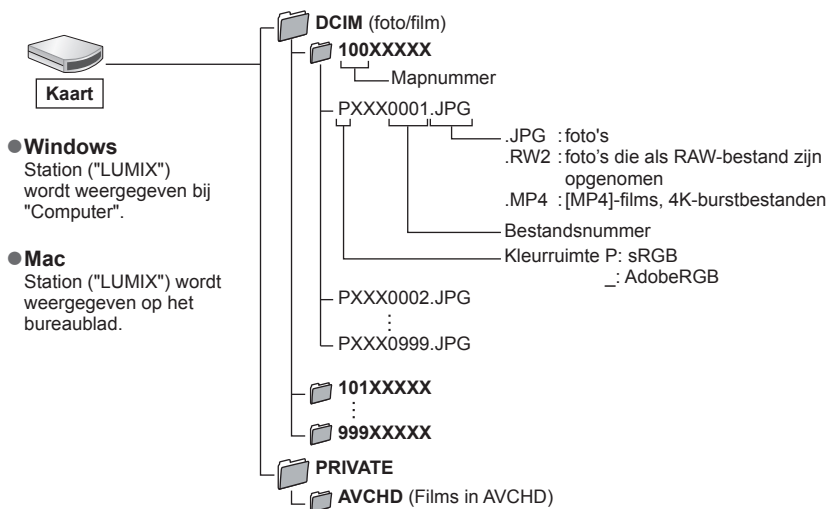 DCIM (foto/film)
100XXXXX
Mapnummer
Kaart
PXXX0001.JPG
.JPG : foto's
.RW2 : foto's die als RAW-bestand zijn
opgenomen
.MP4 : [MP4]-films, 4K-burstbestanden
Bestandsnummer
Kleurruimte P: sRGB
_: AdobeRGB
●Windows
Station ("LUMIX")
wordt weergegeven bij
"Computer".
●Mac
Station ("LUMIX") wordt
weergegeven op het
bureaublad.
PXXX0002.JPG
PXXX0999.JPG
101XXXXX
999XXXXX
PRIVATE
AVCHD (Films in AVCHD)